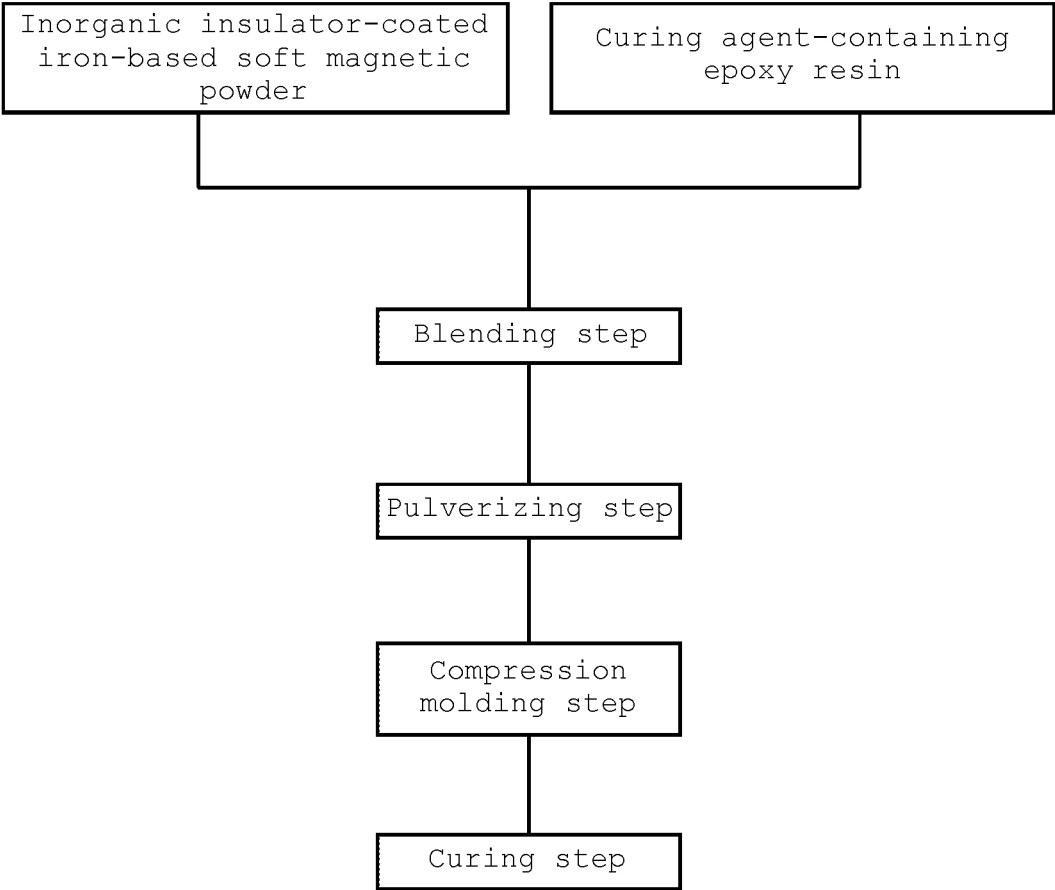 Inorganic insulator-coated
iron-based soft magnetic
powder
Curing agent-containing
epoxy resin
Blending step
Pulverizing step
Compression
molding step
Curing step